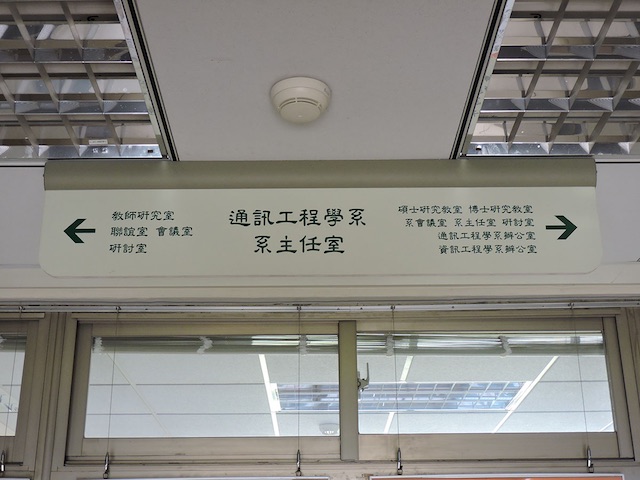 教師研究室
聯誼室 會議室
研討室
通訊工程學系
系主任室
碩士研究教室 博士研究教室
系會議室 系主任室 研討室
通訊工程學系辦公室
資訊工程學系辦公室